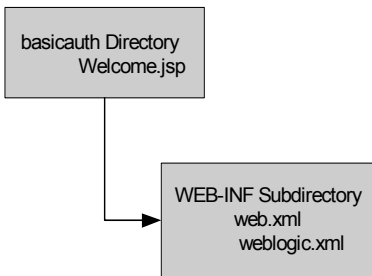 basicauth Directory
Welcome.jsp
WEB-INF Subdirectory
web.xml
weblogic.xml